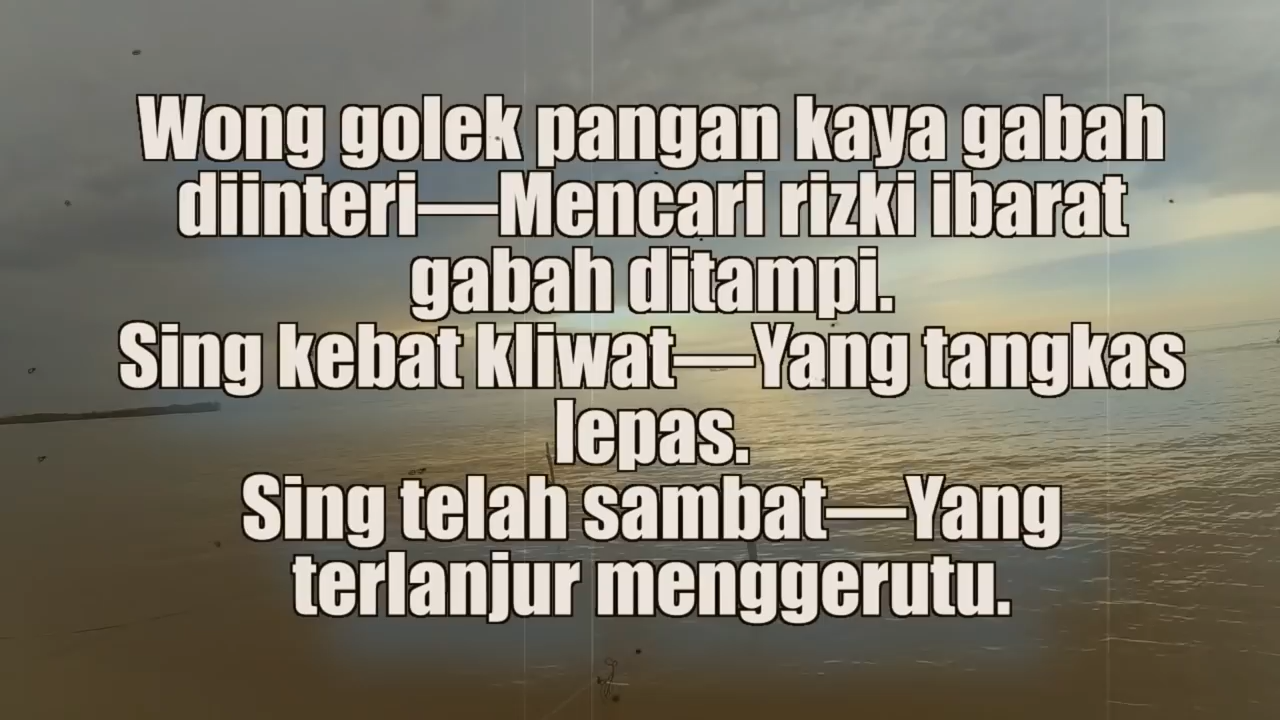 Wong golek pangan kaya gabah
diinteri—Mencari rizki ibarat
gabah ditampi.
Sing kebat kliwat—Yang tangkas
lepas.
Sing telah sambat—Yang
terlanjur menggerutu.